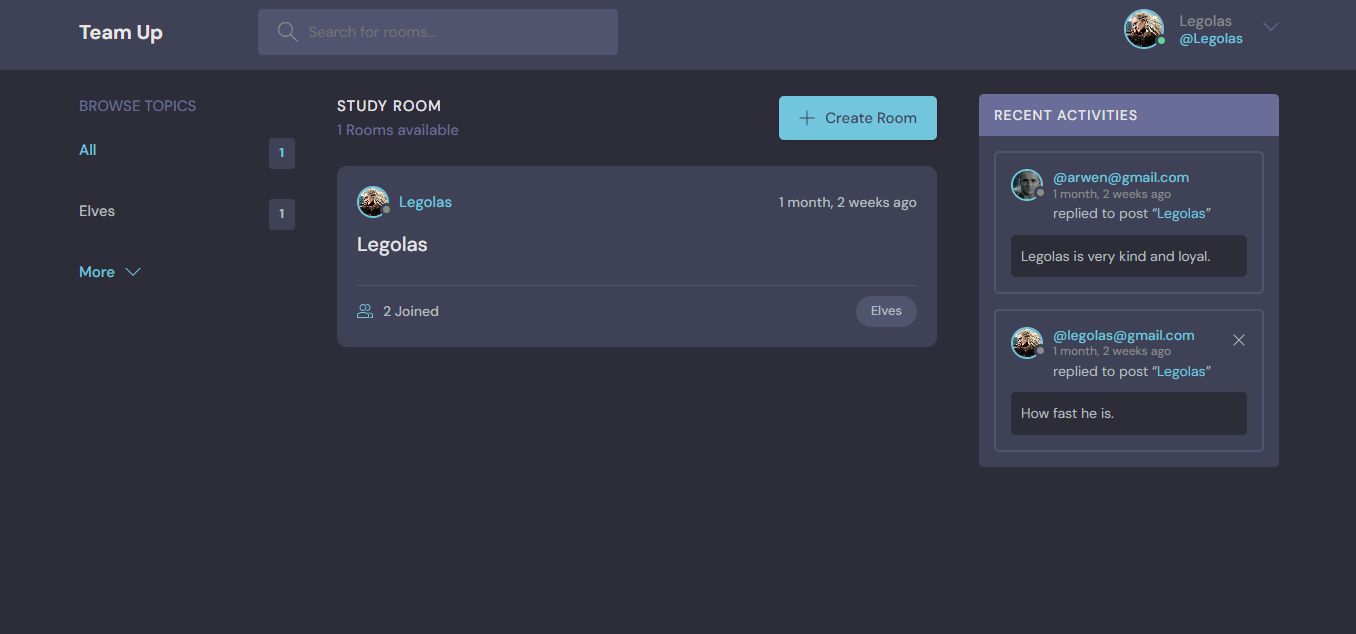 Team Up
Search for rooms...
Legolas
@Legolas
BROWSE TOPICS
All 1
Elves 1
More
STUDY ROOM
1 Rooms available
Create Room
Legolas 1 month, 2 weeks ago
Legolas
2 Joined Elves
RECENT ACTIVITIES
@arwen@gmail.com
1 month, 2 weeks ago
replied to post “Legolas”
Legolas is very kind and loyal.
@legolas@gmail.com
1 month, 2 weeks ago
replied to post “Legolas”
How fast he is.